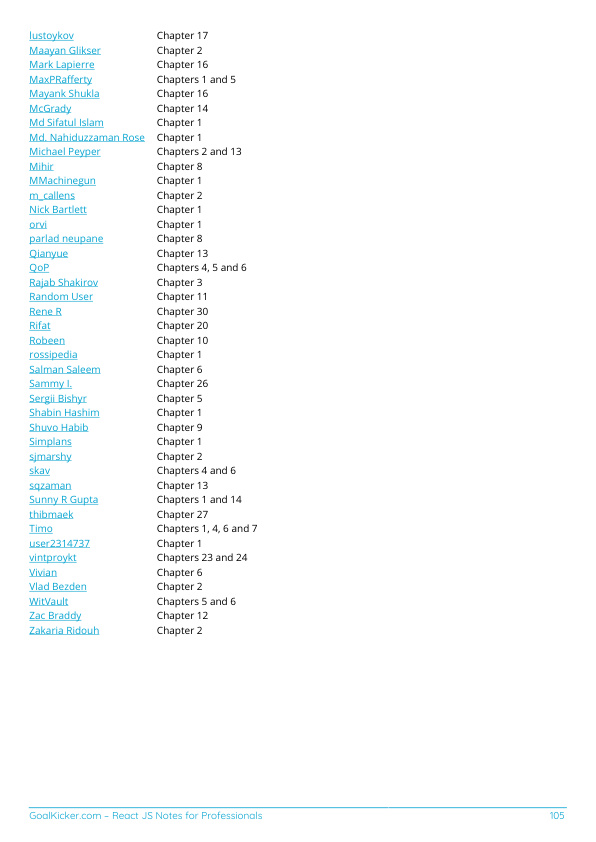 lustoykov Chapter 17
Maayan Glikser Chapter 2
Mark Lapierre Chapter 16
MaxPRafferty Chapters 1 and 5
Mayank Shukla Chapter 16
McGrady Chapter 14
Md Sifatul Islam Chapter 1
Md. Nahiduzzaman Rose Chapter 1
Michael Peyper Chapters 2 and 13
Mihir Chapter 8
MMachinegun Chapter 1
m_callens Chapter 2
Nick Bartlett Chapter 1
orvi Chapter 1
parlad neupane Chapter 8
Qianyue Chapter 13
QoP Chapters 4, 5 and 6
Rajab Shakirov Chapter 3
Random User Chapter 11
Rene R Chapter 30
Rifat Chapter 20
Robeen Chapter 10
rossipedia Chapter 1
Salman Saleem Chapter 6
Sammy I. Chapter 26
Sergii Bishyr Chapter 5
Shabin Hashim Chapter 1
Shuvo Habib Chapter 9
Simplans Chapter 1
sjmarshy Chapter 2
skav Chapters 4 and 6
sqzaman Chapter 13
Sunny R Gupta Chapters 1 and 14
thibmaek Chapter 27
Timo Chapters 1, 4, 6 and 7
user2314737 Chapter 1
vintproykt Chapters 23 and 24
Vivian Chapter 6
Vlad Bezden Chapter 2
WitVault Chapters 5 and 6
Zac Braddy Chapter 12
Zakaria Ridouh Chapter 2
GoalKicker.com – React JS Notes for Professionals 105